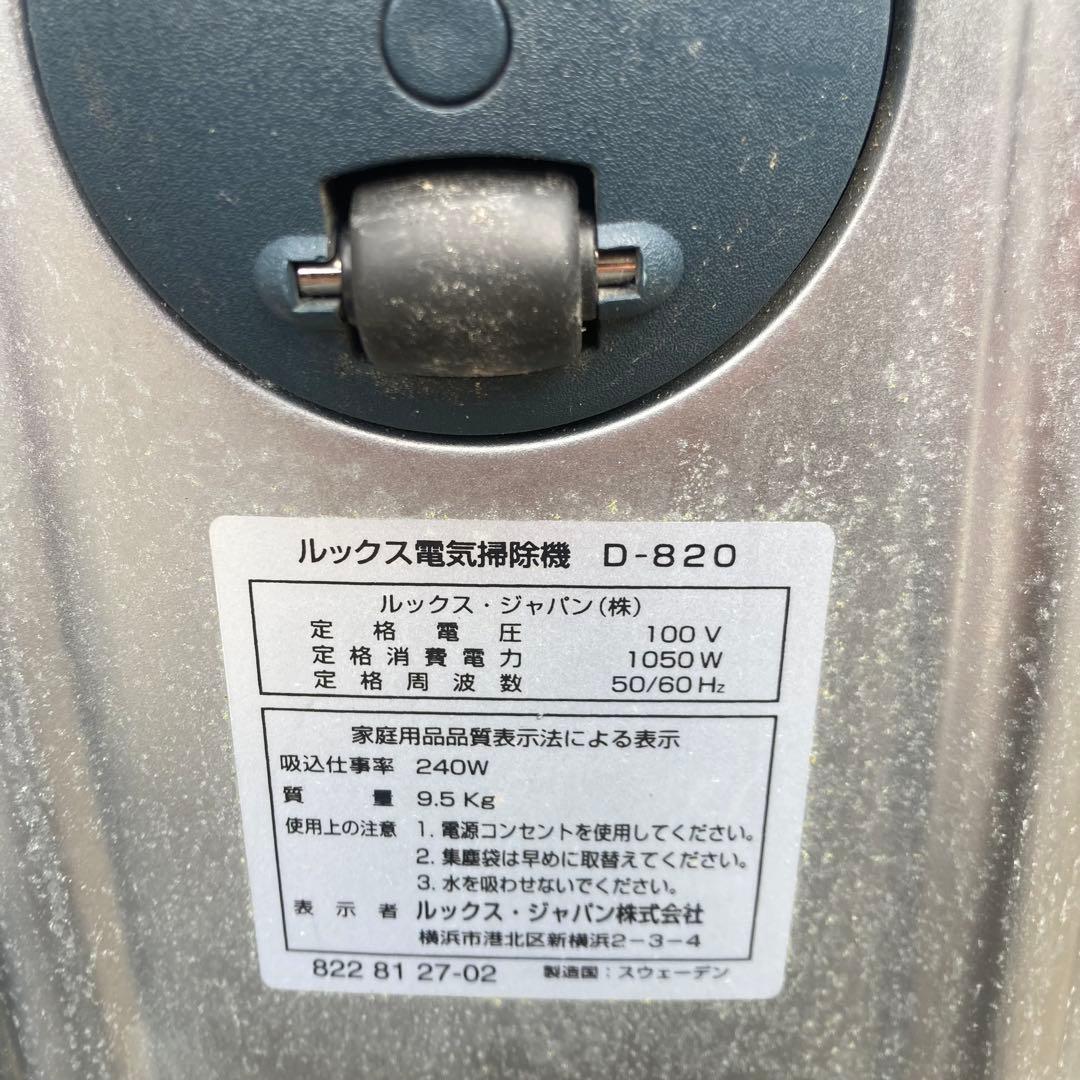 ルックス電気掃除機 D-820
ルックス・ジャパン(株)
定格電圧 100V
定格消費電力 1050W
定格周波数 50/60Hz
家庭用品品質表示法による表示
吸込仕事率 240W
質量 9.5Kg
使用上の注意 1. 電源コンセントを使用してください。
2. 集塵袋は早めに取替えてください。
3. 水を吸わせないでください。
表示者 ルックス・ジャパン株式会社
横浜市港北区新横浜2-3-4
822 81 27-02 製造国：スウェーデン